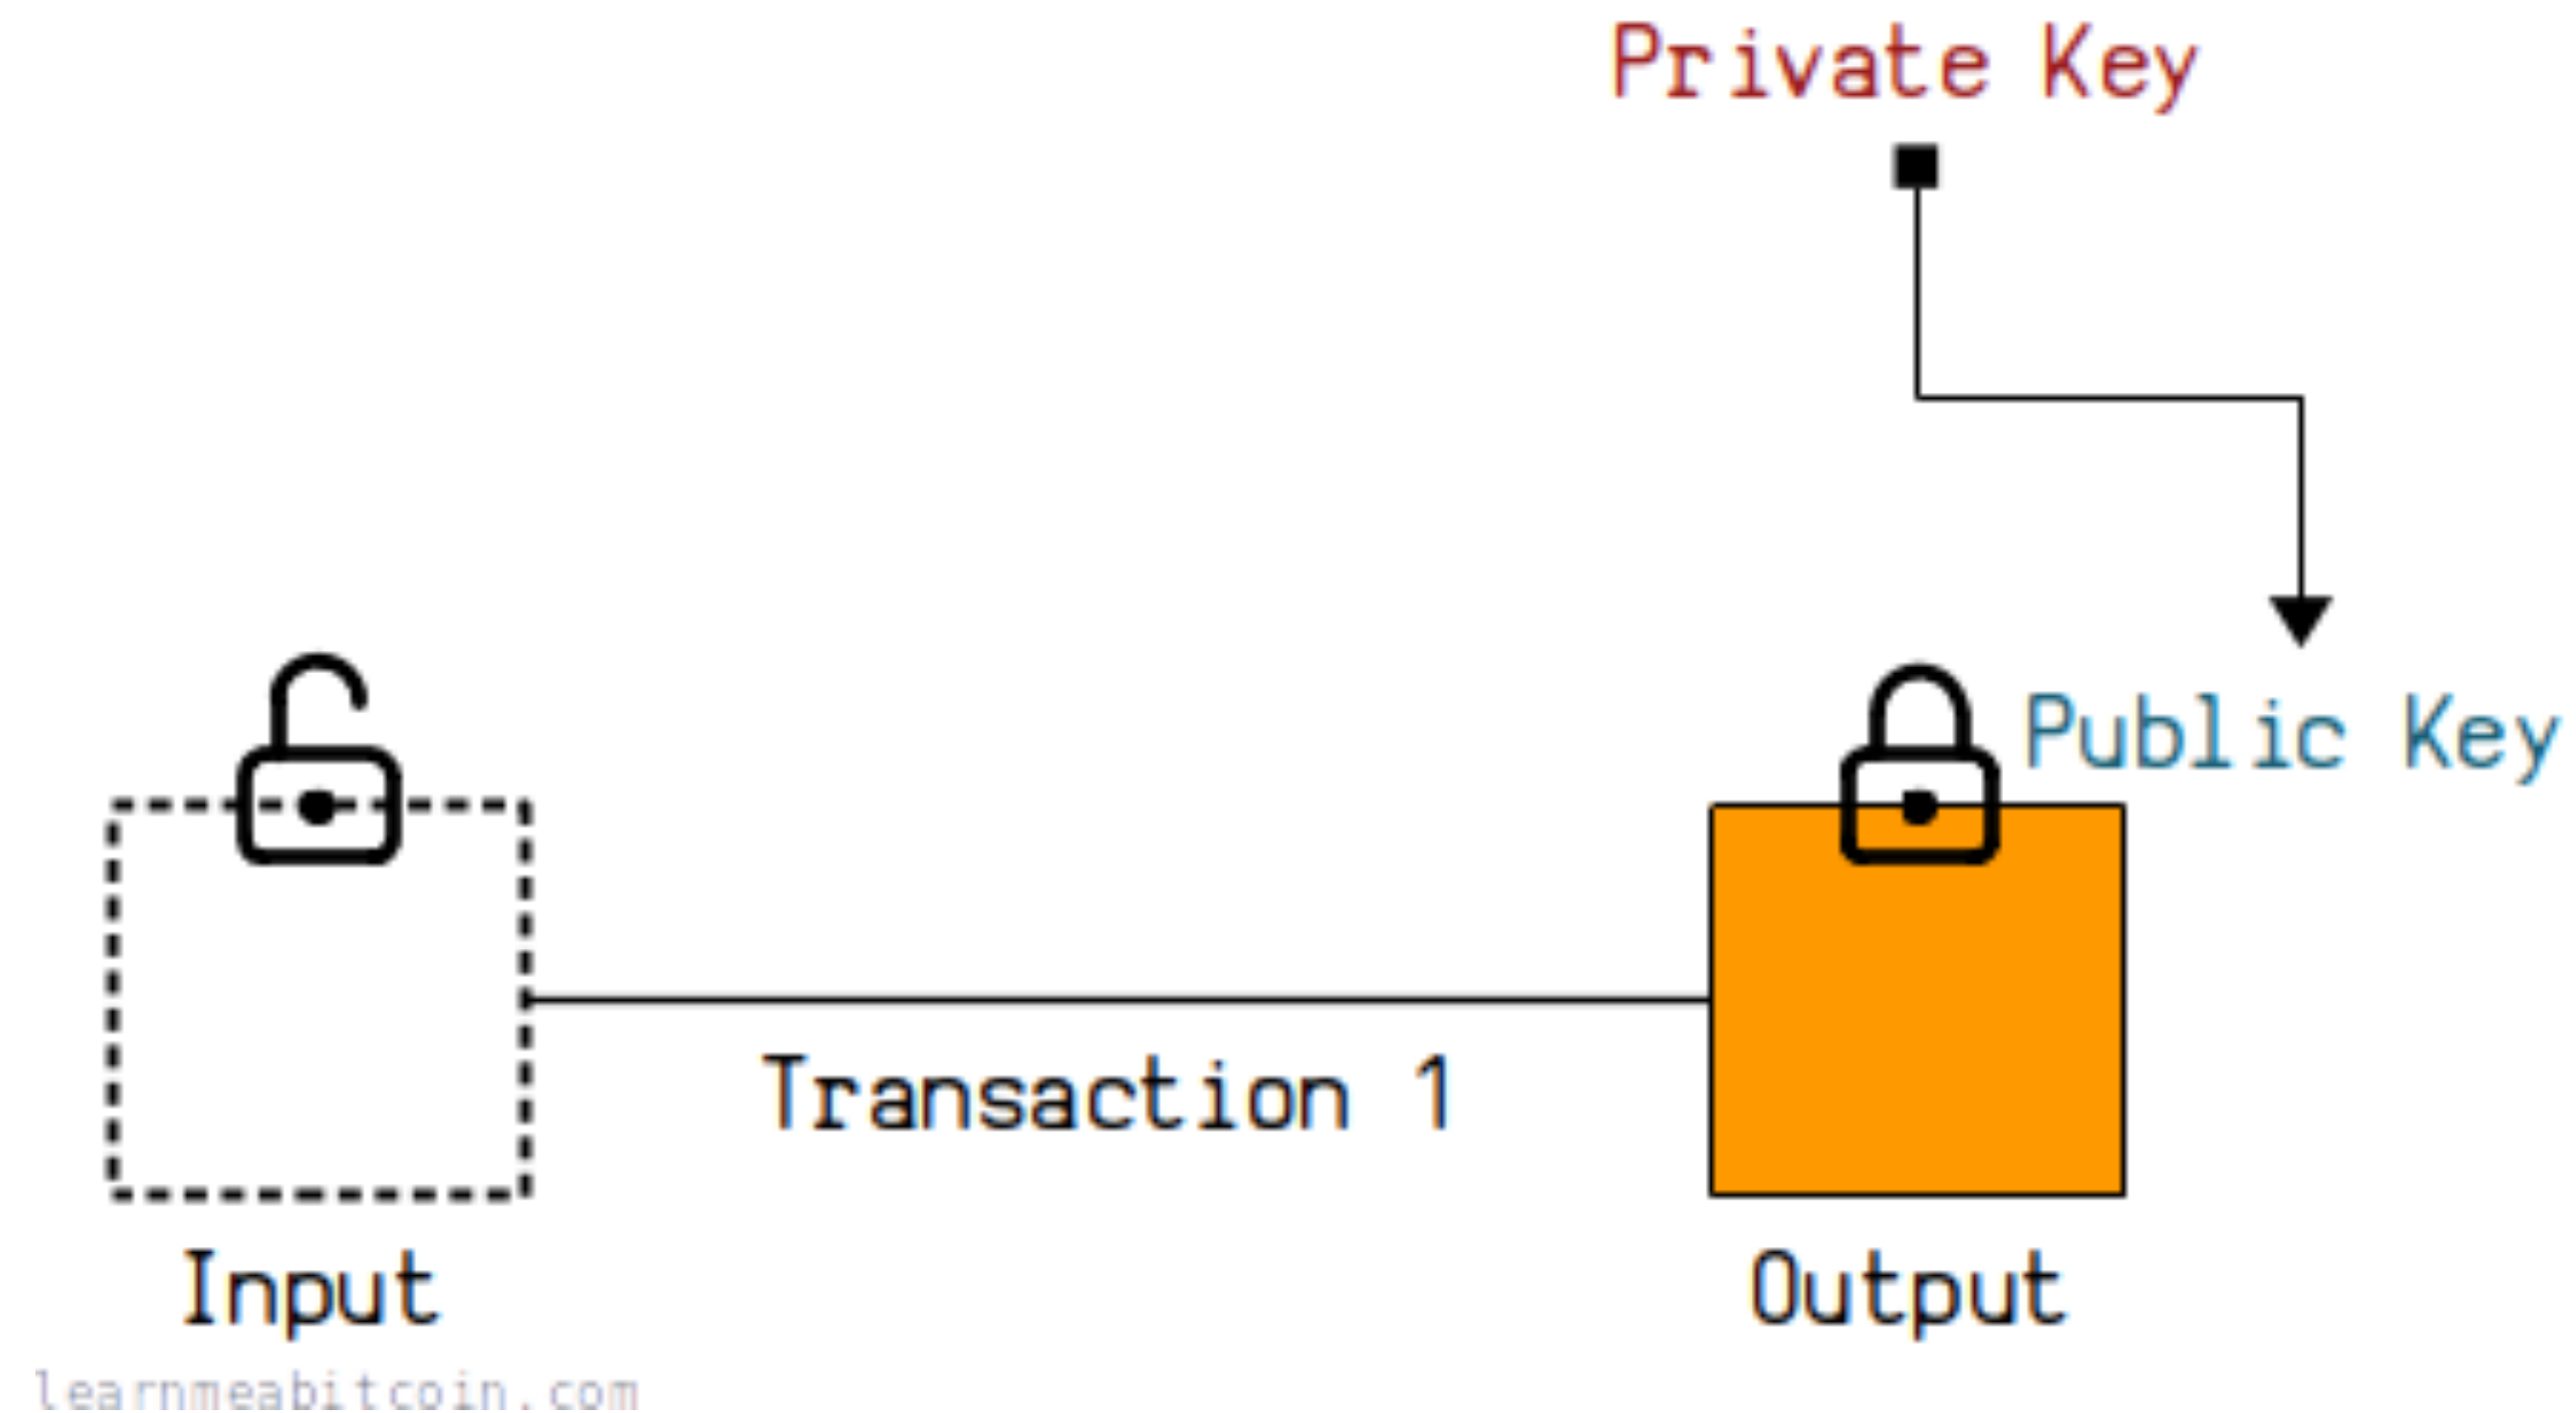 Private Key
Public Key
Transaction 1
Input
Output
learnmeabitcoin.com